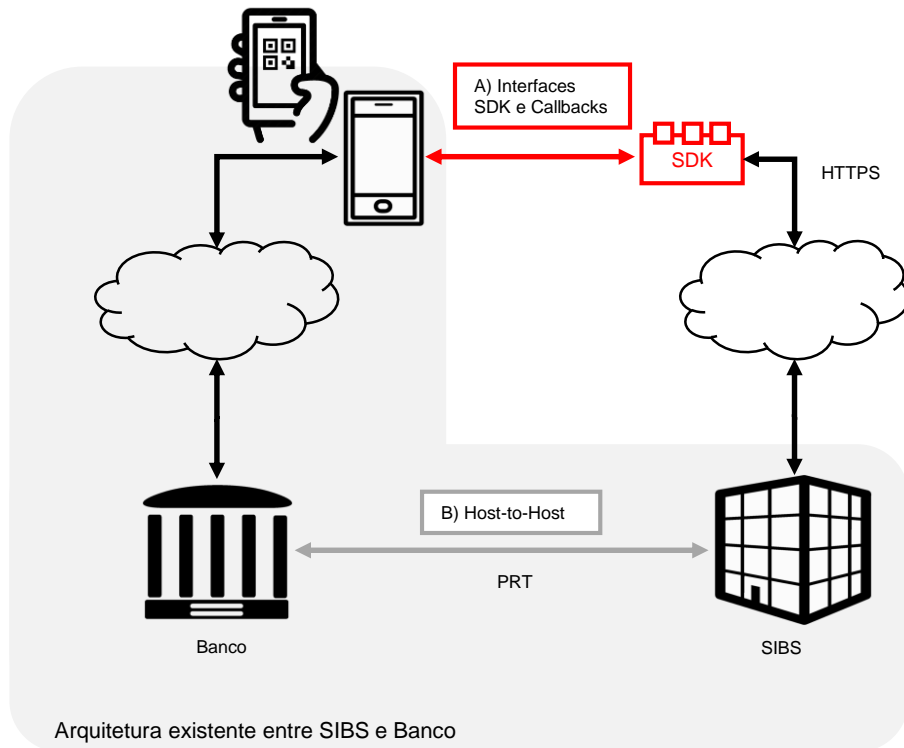 A) Interfaces
SDK e Callbacks
SDK
HTTPS
B) Host-to-Host
PRT
Banco
SIBS
Arquitetura existente entre SIBS e Banco